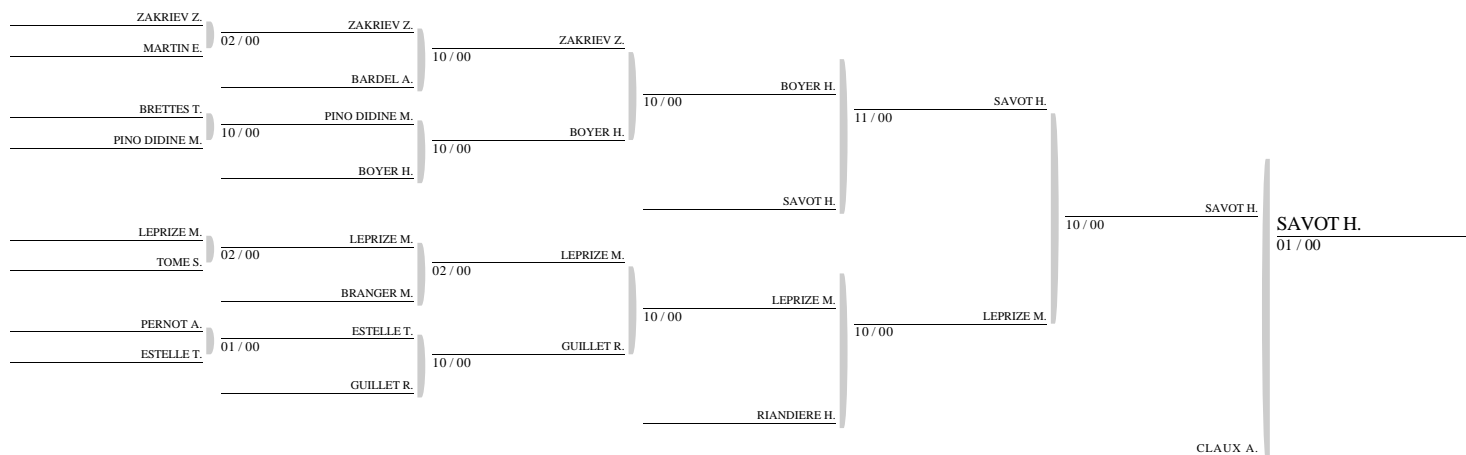 ZAKRIEV Z.
MARTIN E.
BRETTES T.
PINO DIDINE M.
LEPRIZE M.
TOME S.
PERNOT A.
ESTELLE T.
ZAKRIEV Z.
02 / 00
BARDEL A.
PINO DIDINE M.
10 / 00
BOYER H.
LEPRIZE M.
02 / 00
BRANGER M.
ESTELLE T.
01 / 00
GUILLET R.
ZAKRIEV Z.
10 / 00
BOYER H.
10 / 00
LEPRIZE M.
02 / 00
GUILLET R.
10 / 00
BOYER H.
10 / 00
SAVOT H.
LEPRIZE M.
10 / 00
RIANDIERE H.
SAVOT H.
11 / 00
LEPRIZE M.
10 / 00
SAVOT H.
10 / 00
CLAUX A.
SAVOT H.
01 / 00